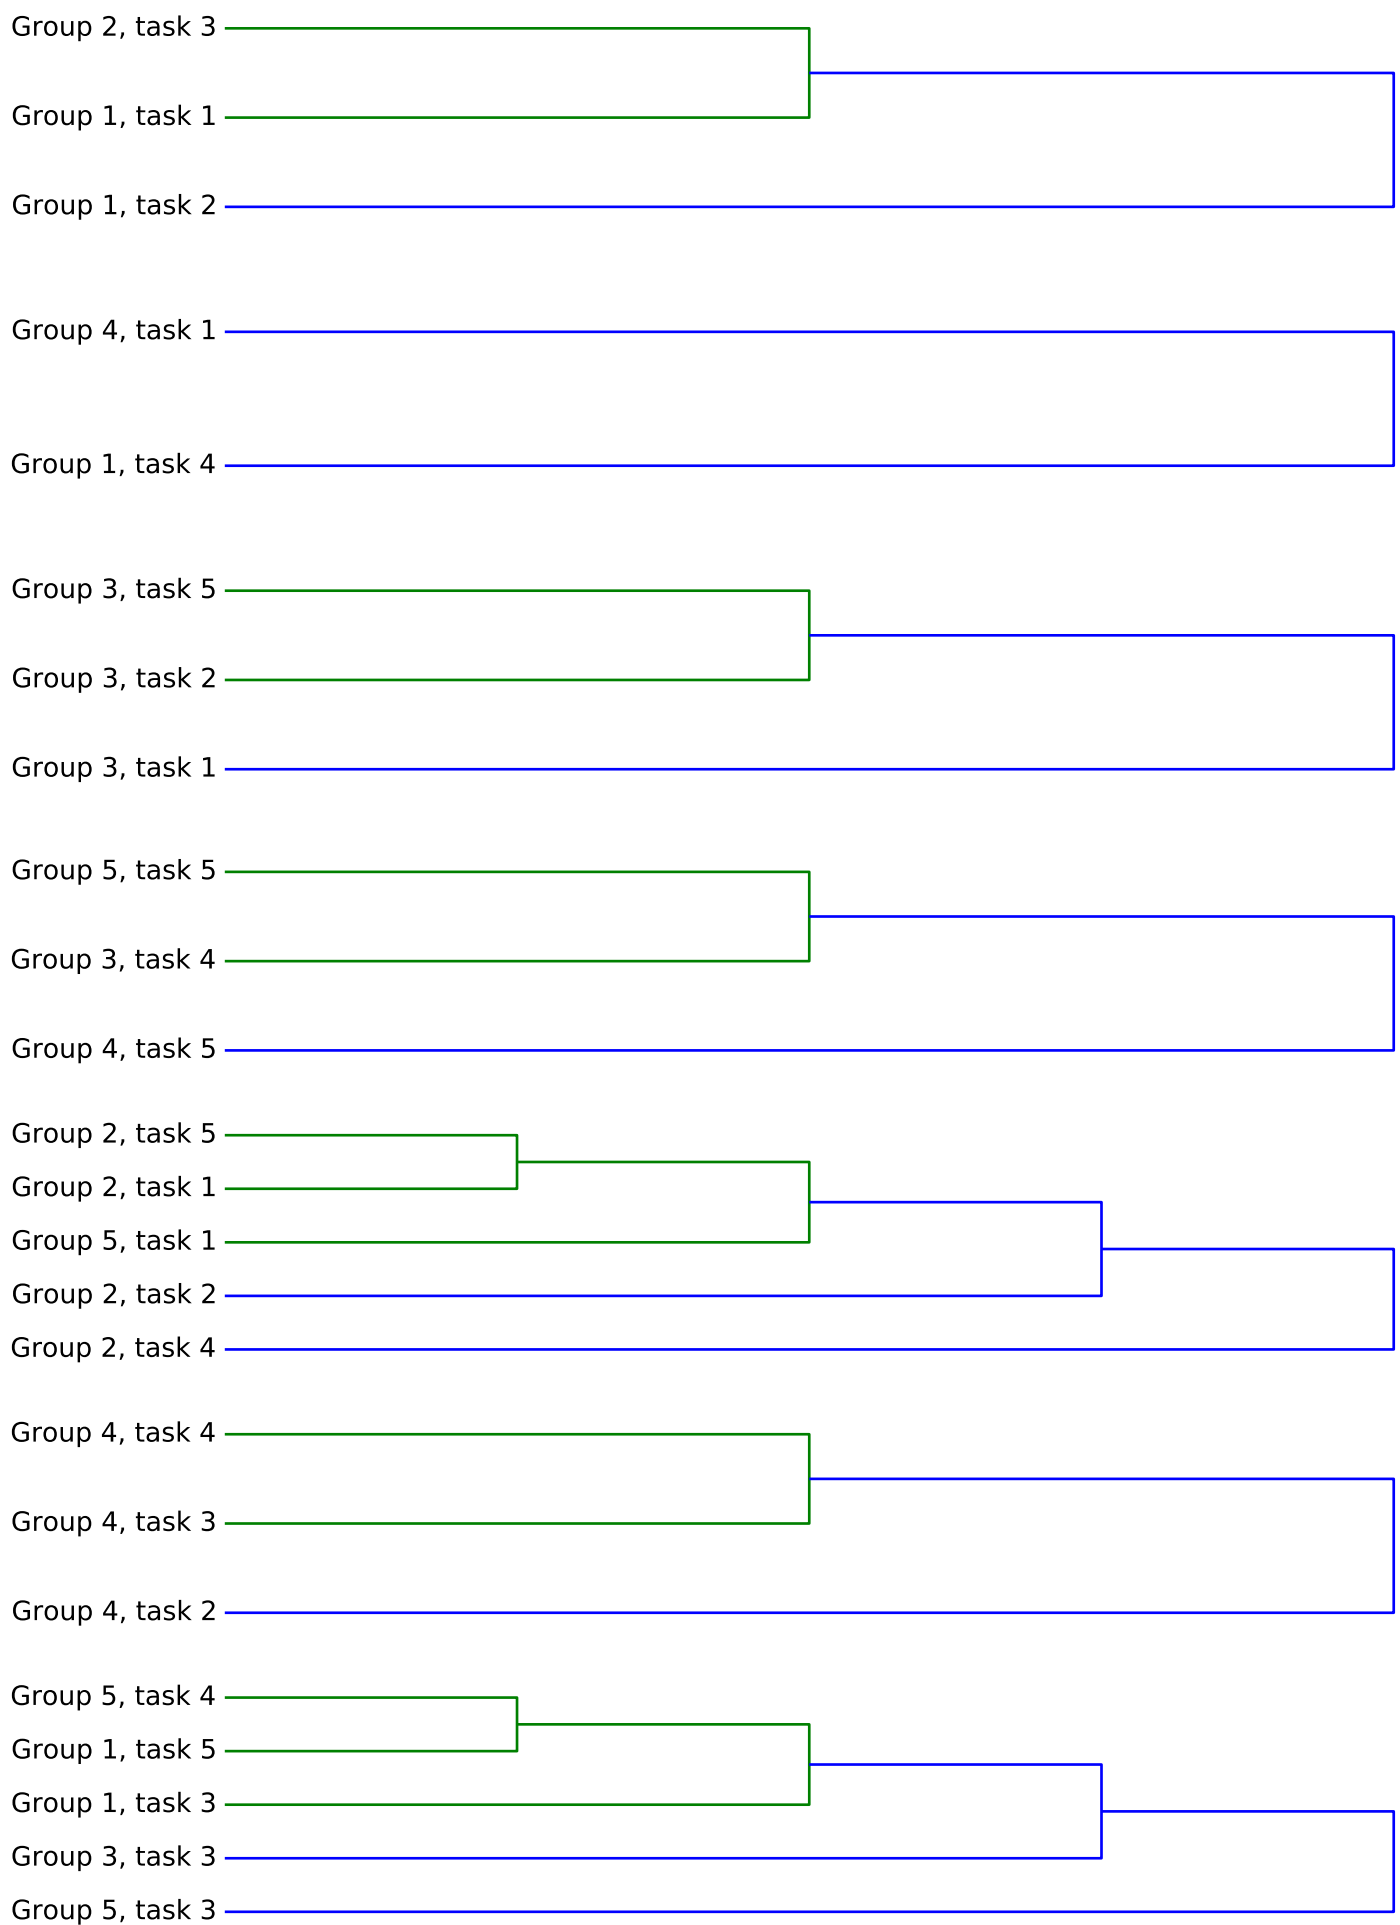 Group 2, task 3
Group 1, task 1
Group 1, task 2
Group 4, task 1
Group 1, task 4
Group 3, task 5
Group 3, task 2
Group 3, task 1
Group 5, task 5
Group 3, task 4
Group 4, task 5
Group 2, task 5
Group 2, task 1
Group 5, task 1
Group 2, task 2
Group 2, task 4
Group 4, task 4
Group 4, task 3
Group 4, task 2
Group 5, task 4
Group 1, task 5
Group 1, task 3
Group 3, task 3
Group 5, task 3